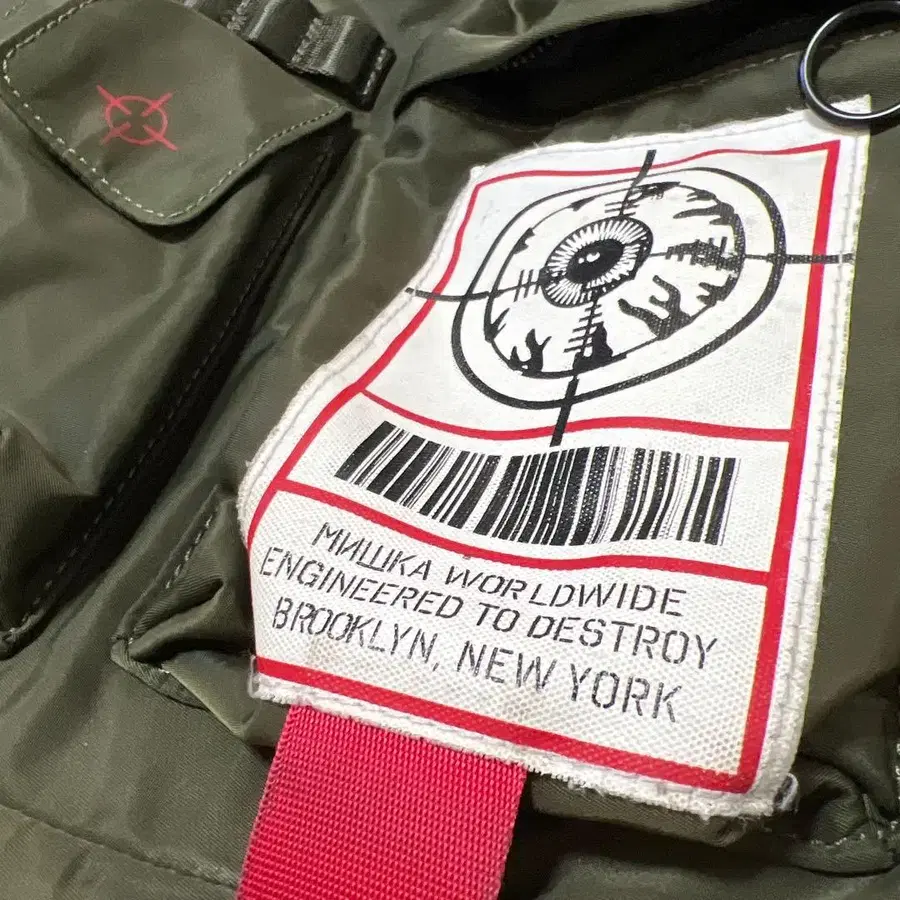 МИШКА WORLDWIDE
ENGINEERED TO DESTROY
BROOKLYN, NEW YORK